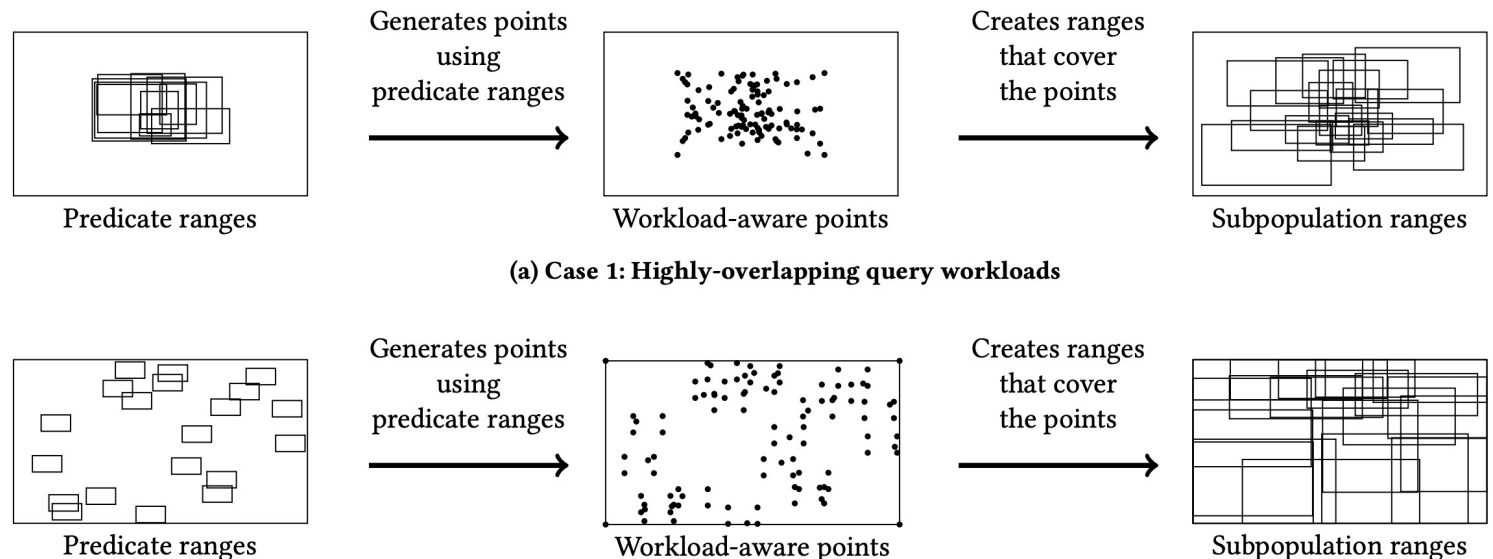 Generates points
using
predicate ranges
Creates ranges
that cover
the points
Predicate ranges
Workload-aware points
Subpopulation ranges
(a) Case 1: Highly-overlapping query workloads
Generates points
using
predicate ranges
Creates ranges
that cover
the points
Predicate ranges
Workload-aware points
Subpopulation ranges